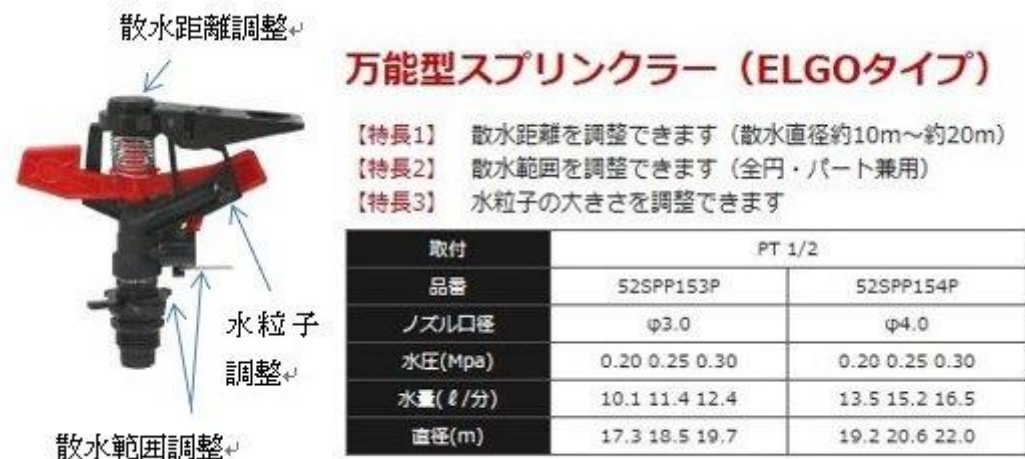 散水距離調整
万能型スプリンクラー（ELGOタイプ）
【特長1】 散水距離を調整できます（散水直径約10m～約20m）
【特長2】 散水範囲を調整できます（全円・パート兼用）
【特長3】 水粒子の大きさを調整できます
取付 PT 1/2
品番 52SPP153P 52SPP154P
ノズル口径 φ3.0 φ4.0
水圧(Mpa) 0.20 0.25 0.30 0.20 0.25 0.30
水量(ℓ/分) 10.1 11.4 12.4 13.5 15.2 16.5
直径(m) 17.3 18.5 19.7 19.2 20.6 22.0
水粒子
調整
散水範囲調整